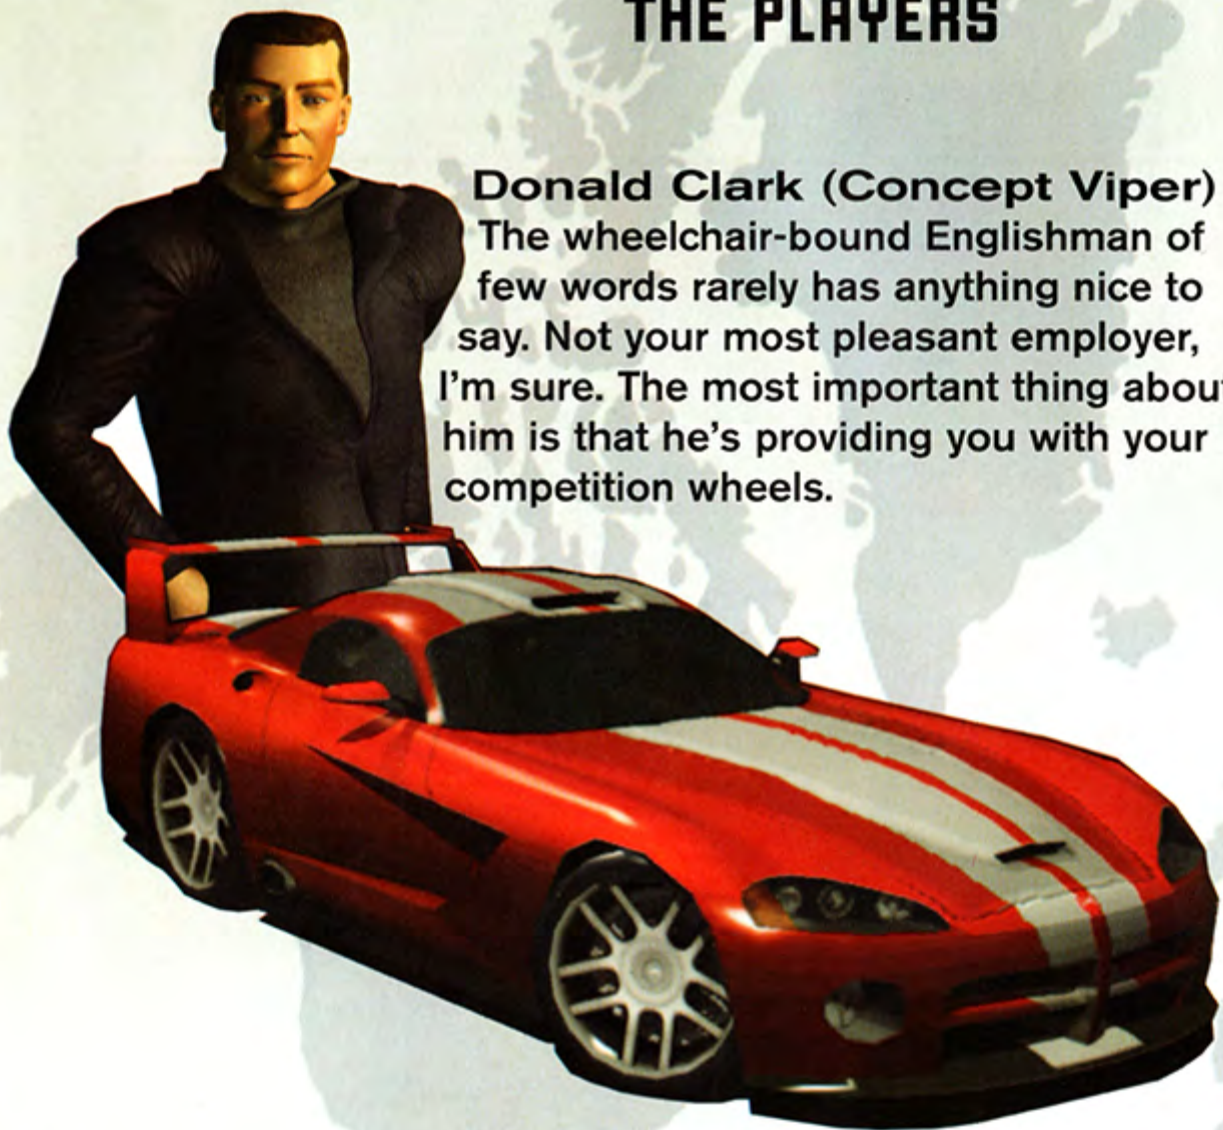 THE PLAYERS
Donald Clark (Concept Viper)
The wheelchair-bound Englishman of
few words rarely has anything nice to
say. Not your most pleasant employer,
I'm sure. The most important thing about
him is that he's providing you with your
competition wheels.